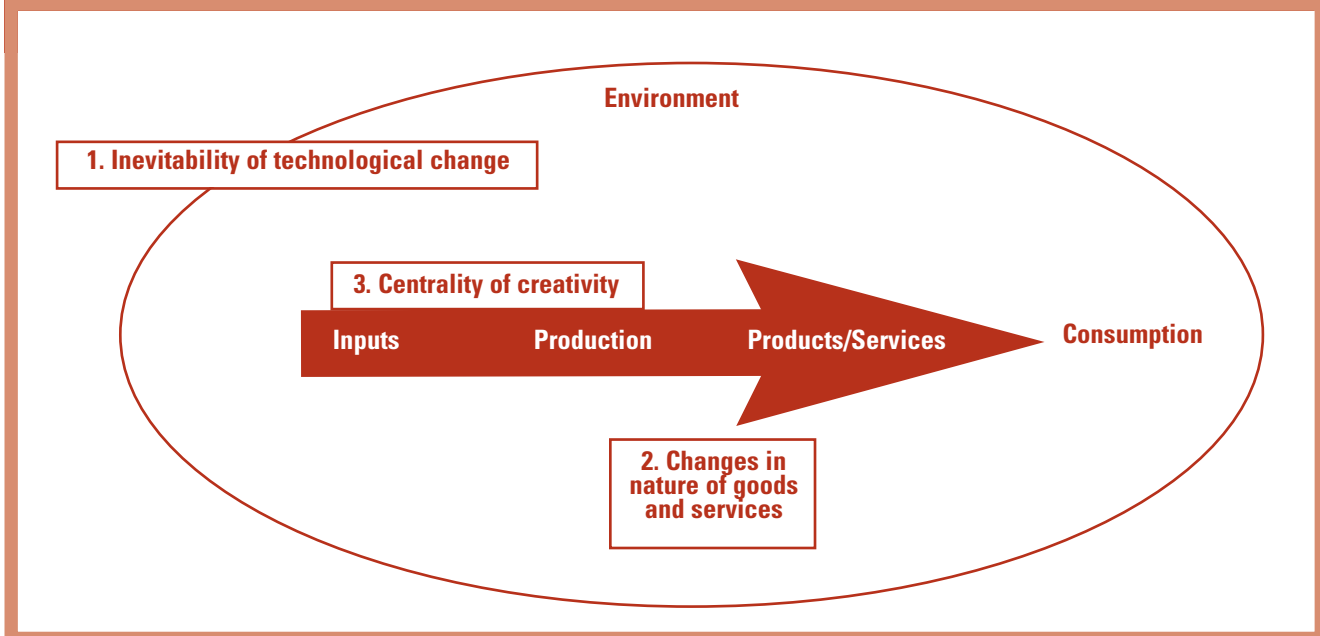 Environment
1. Inevitability of technological change
3. Centrality of creativity
Inputs Production Products/Services Consumption
2. Changes in
nature of goods
and services